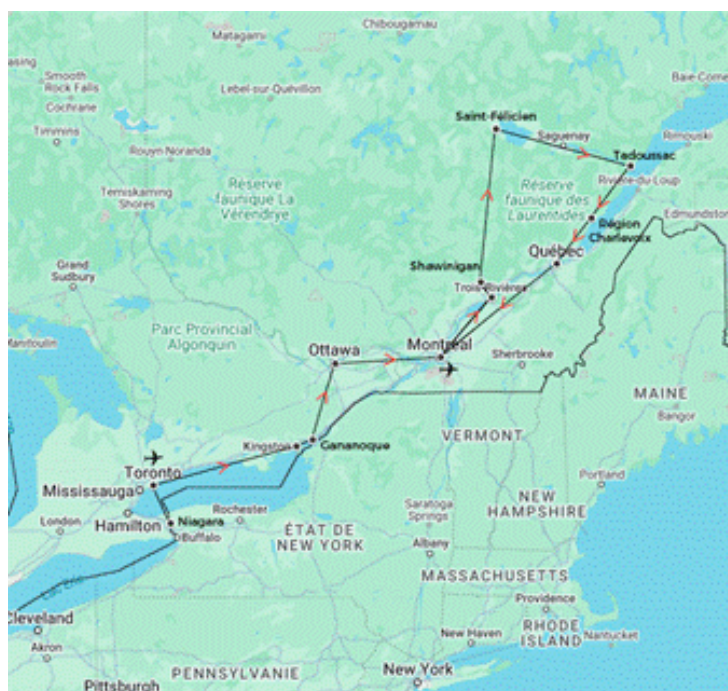 Chibougamau
Matagami
Baie-Comeau
Smooth
Rock Falls
Cochrane
Lebel-sur-Quévillon
Timmins
Saint-Félicien
Saguenay
Rimouski
Rouyn-Noranda
Tadoussac
Rivière-du-Loup
Temiskaming
Shores
Réserve
faunique La
Vérendrye
Réserve
faunique des
Laurentides
Région
Charlevoix
Edmundston
Québec
Grand
Sudbury
Shawinigan
Trois-Rivières
Parc Provincial
Algonquin
Manitoulin
Ottawa
Montréal
Sherbrooke
MAINE
Bangor
Kingston
Gananoque
VERMONT
Toronto
Mississauga
Portland
Hamilton
Niagara
Rochester
London
Buffalo
ÉTAT DE
NEW YORK
Saratoga
Springs
NEW
HAMPSHIRE
Albany
Lac Érié
MASSACHUSETTS
Cleveland
Providence
RHODE
ISLAND
Akron
New Haven
Nantucket
PENNSYLVANIE
New York
Pittsburgh